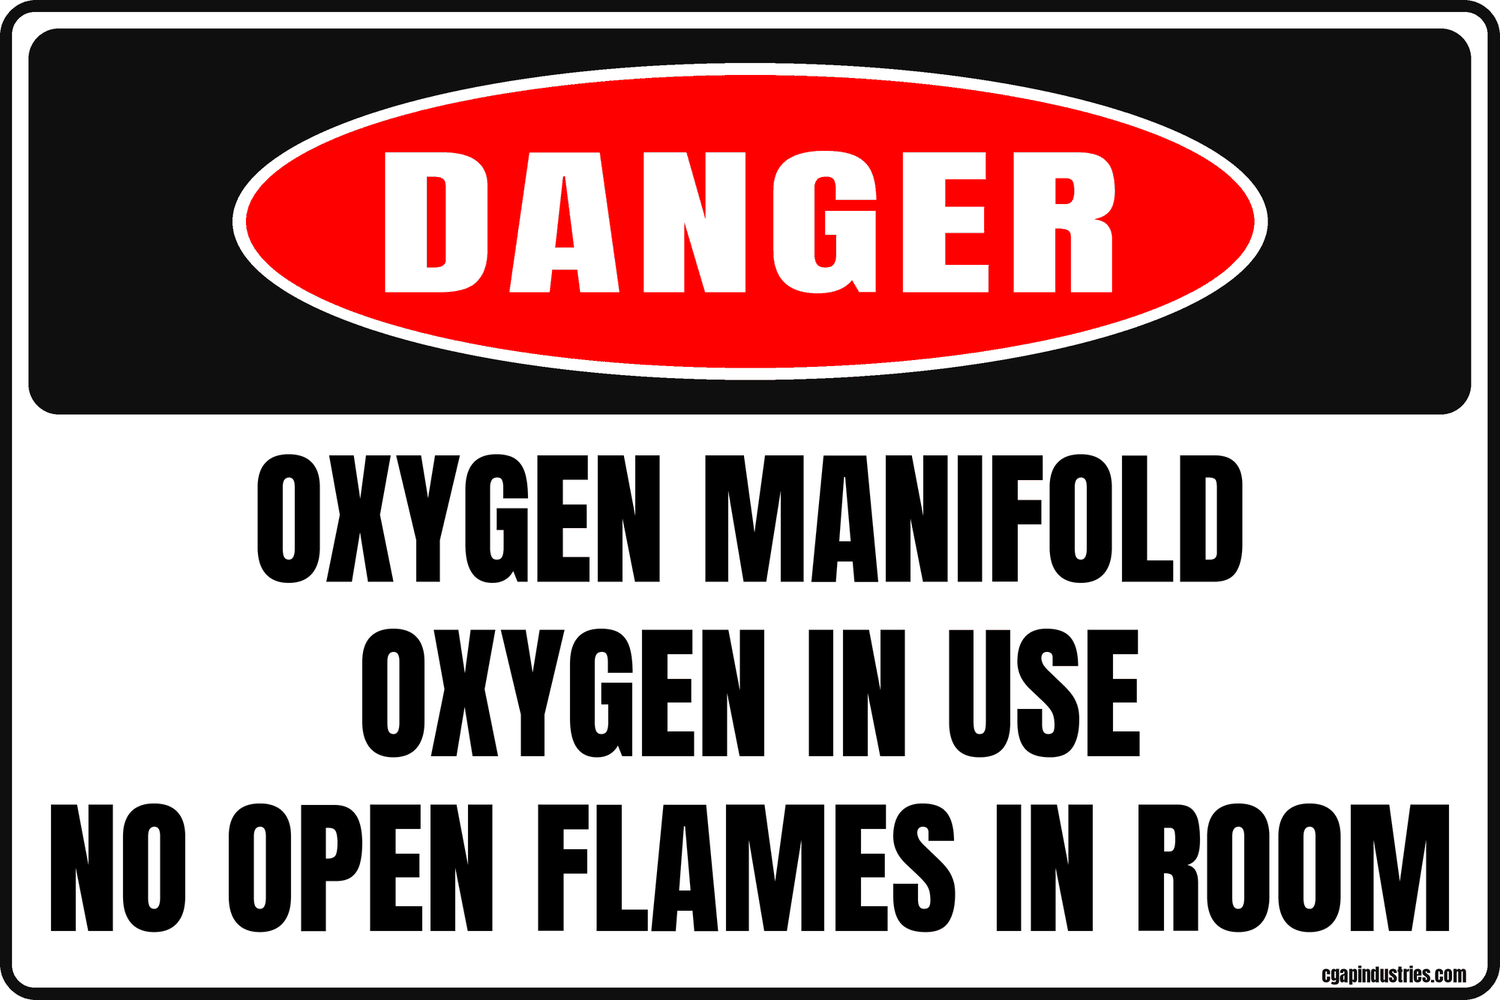 DANGER
OXYGEN MANIFOLD
OXYGEN IN USE
NO OPEN FLAMES IN ROOM
cgapindustries.com